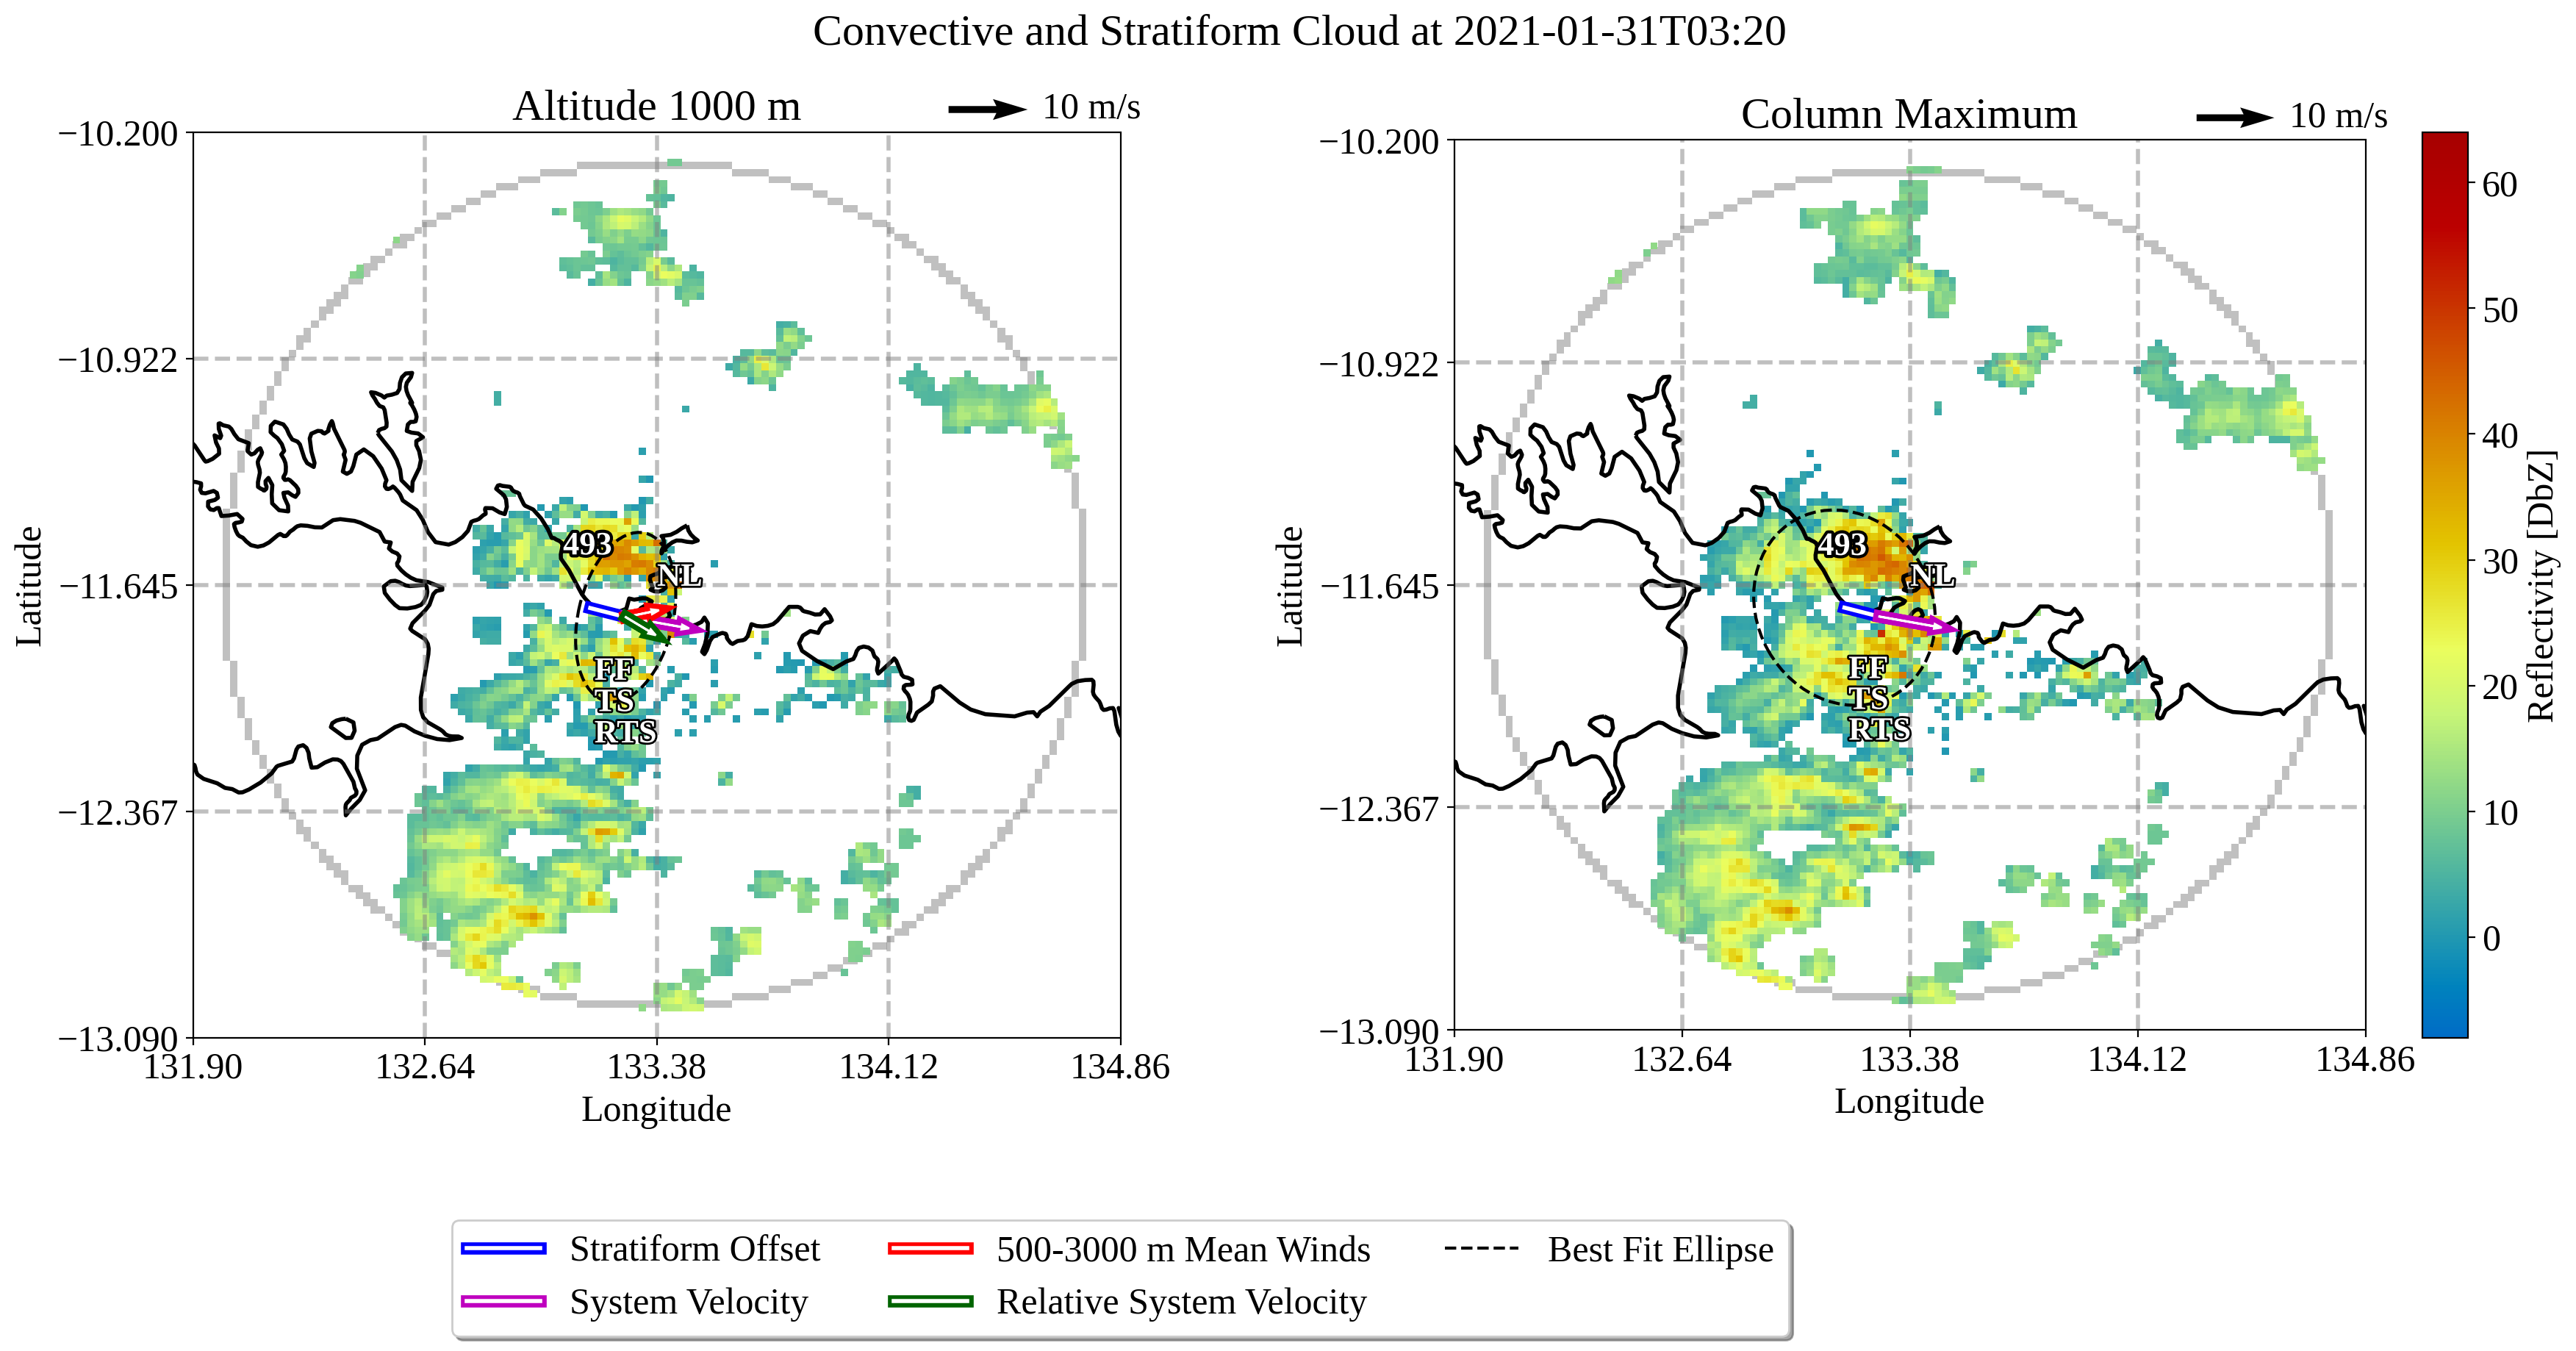 Convective and Stratiform Cloud at 2021-01-31T03:20
Altitude 1000 m
10 m/s
−10.200
−10.922
−11.645
−12.367
−13.090
131.90
132.64
133.38
134.12
134.86
Latitude
Longitude
493
NL
FF
TS
RTS
Column Maximum
10 m/s
−10.200
−10.922
−11.645
−12.367
−13.090
131.90
132.64
133.38
134.12
134.86
Latitude
Longitude
493
NL
FF
TS
RTS
60
50
40
30
20
10
0
Reflectivity [DbZ]
Stratiform Offset
System Velocity
500-3000 m Mean Winds
Relative System Velocity
Best Fit Ellipse